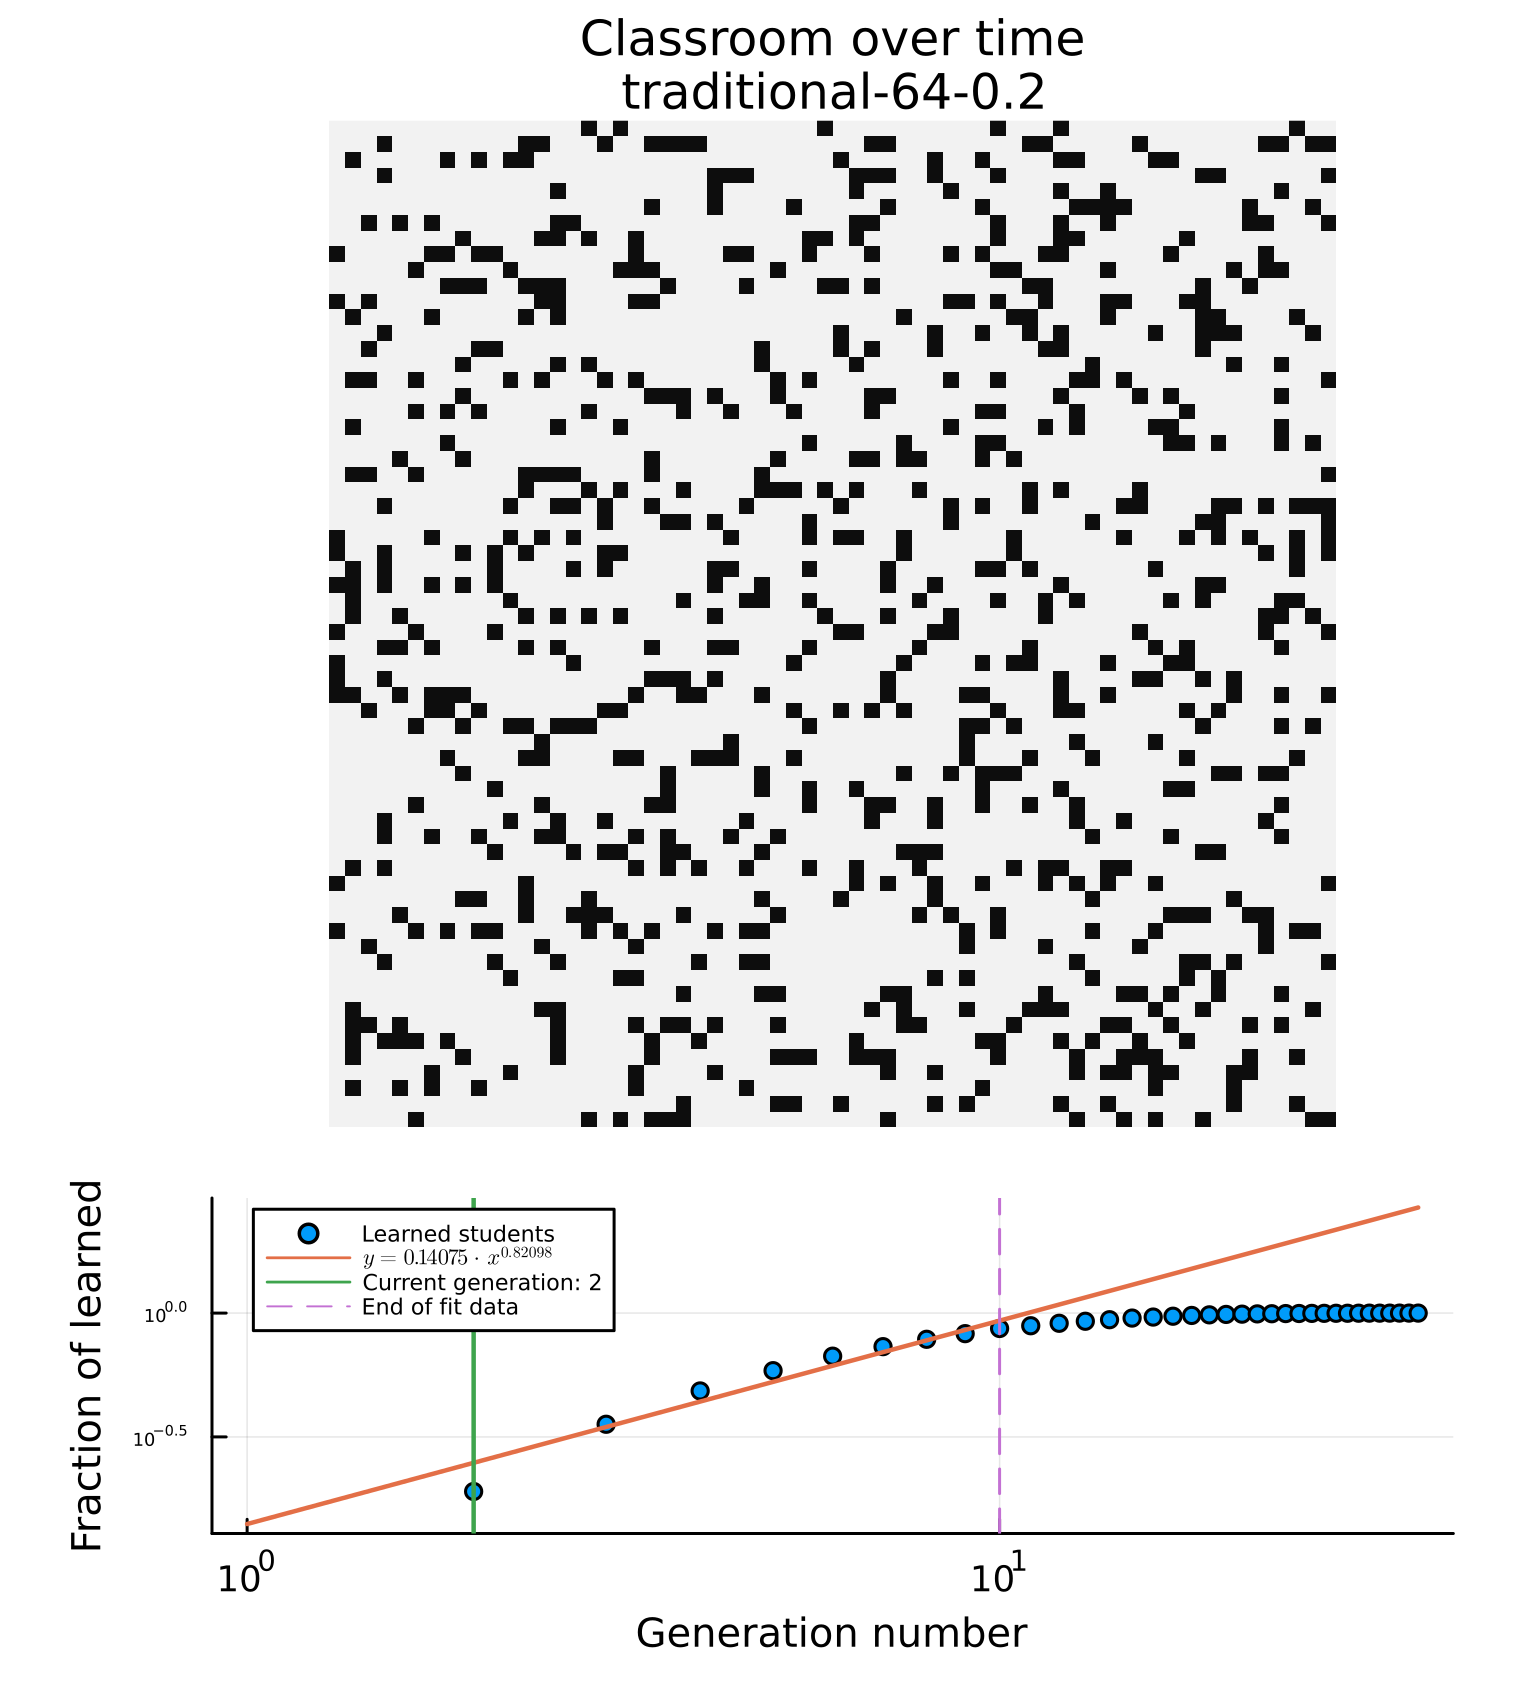 Classroom over time
traditional-64-0.2
Fraction of learned
Learned students
y = 0.14075 · x^0.82098
Current generation: 2
End of fit data
10^0.0
10^−0.5
10^0
10^1
Generation number